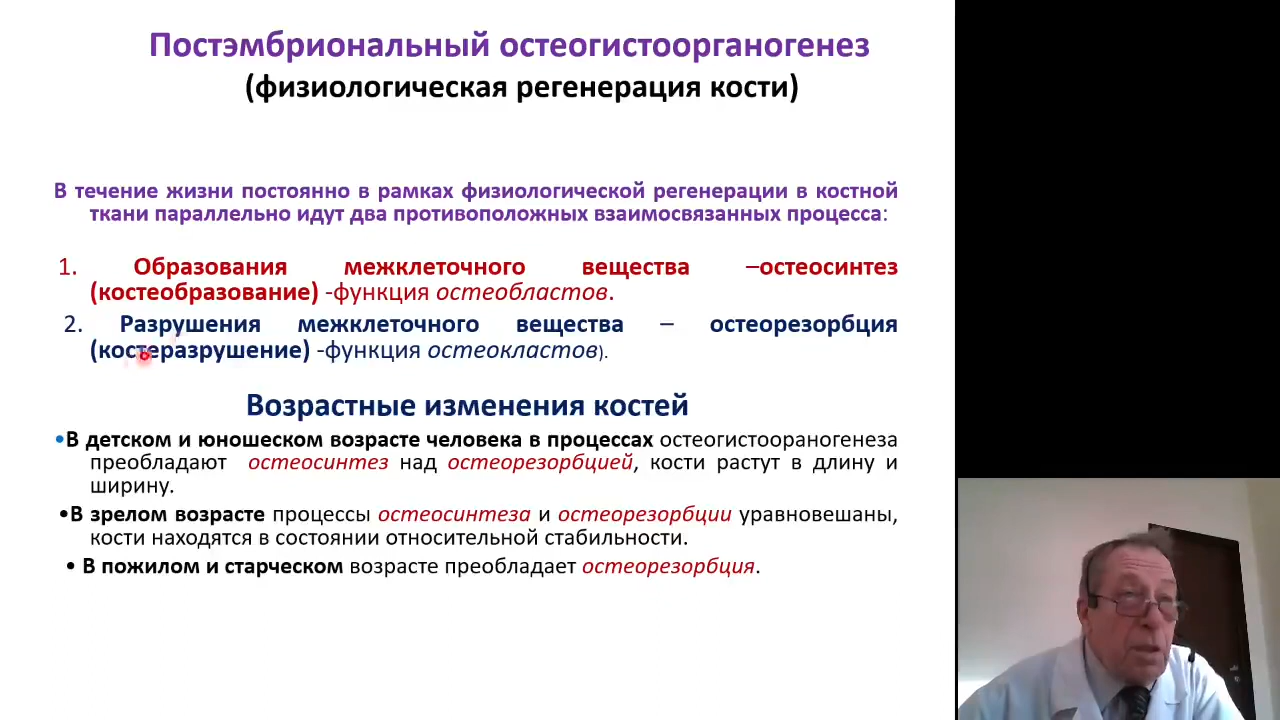 Постэмбриональный остеогистоорганогенез
(физиологическая регенерация кости)
В течение жизни постоянно в рамках физиологической регенерации в костной
ткани параллельно идут два противоположных взаимосвязанных процесса:
1. Образования межклеточного вещества –остеосинтез
(костеобразование) -функция остеобластов.
2. Разрушения межклеточного вещества – остеорезорбция
(костеразрушение) -функция остеокластов).
Возрастные изменения костей
•В детском и юношеском возрасте человека в процессах остеогистоораногенеза
преобладают остеосинтез над остеорезорбцией, кости растут в длину и
ширину.
•В зрелом возрасте процессы остеосинтеза и остеорезорбции уравновешаны,
кости находятся в состоянии относительной стабильности.
• В пожилом и старческом возрасте преобладает остеорезорбция.